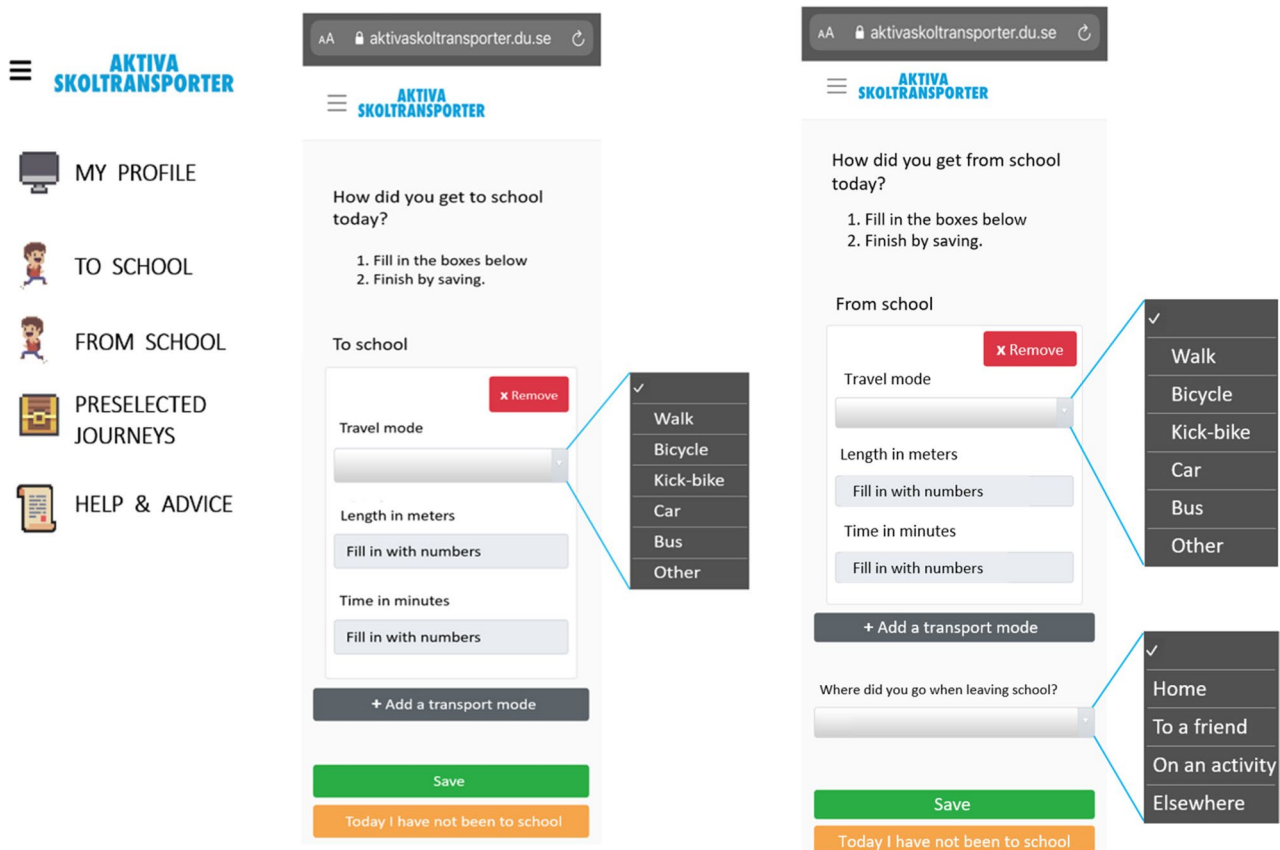 AKTIVA
SKOLTRANSPORTER
MY PROFILE
TO SCHOOL
FROM SCHOOL
PRESELECTED
JOURNEYS
HELP & ADVICE
AA aktivaskoltransporter.du.se
AKTIVA
SKOLTRANSPORTER
How did you get to school
today?
1. Fill in the boxes below
2. Finish by saving.
To school
x Remove
Travel mode
Length in meters
Fill in with numbers
Time in minutes
Fill in with numbers
+ Add a transport mode
Save
Today I have not been to school
Walk
Bicycle
Kick-bike
Car
Bus
Other
AA aktivaskoltransporter.du.se
AKTIVA
SKOLTRANSPORTER
How did you get from school
today?
1. Fill in the boxes below
2. Finish by saving.
From school
x Remove
Travel mode
Length in meters
Fill in with numbers
Time in minutes
Fill in with numbers
+ Add a transport mode
Where did you go when leaving school?
Save
Today I have not been to school
Walk
Bicycle
Kick-bike
Car
Bus
Other
Home
To a friend
On an activity
Elsewhere